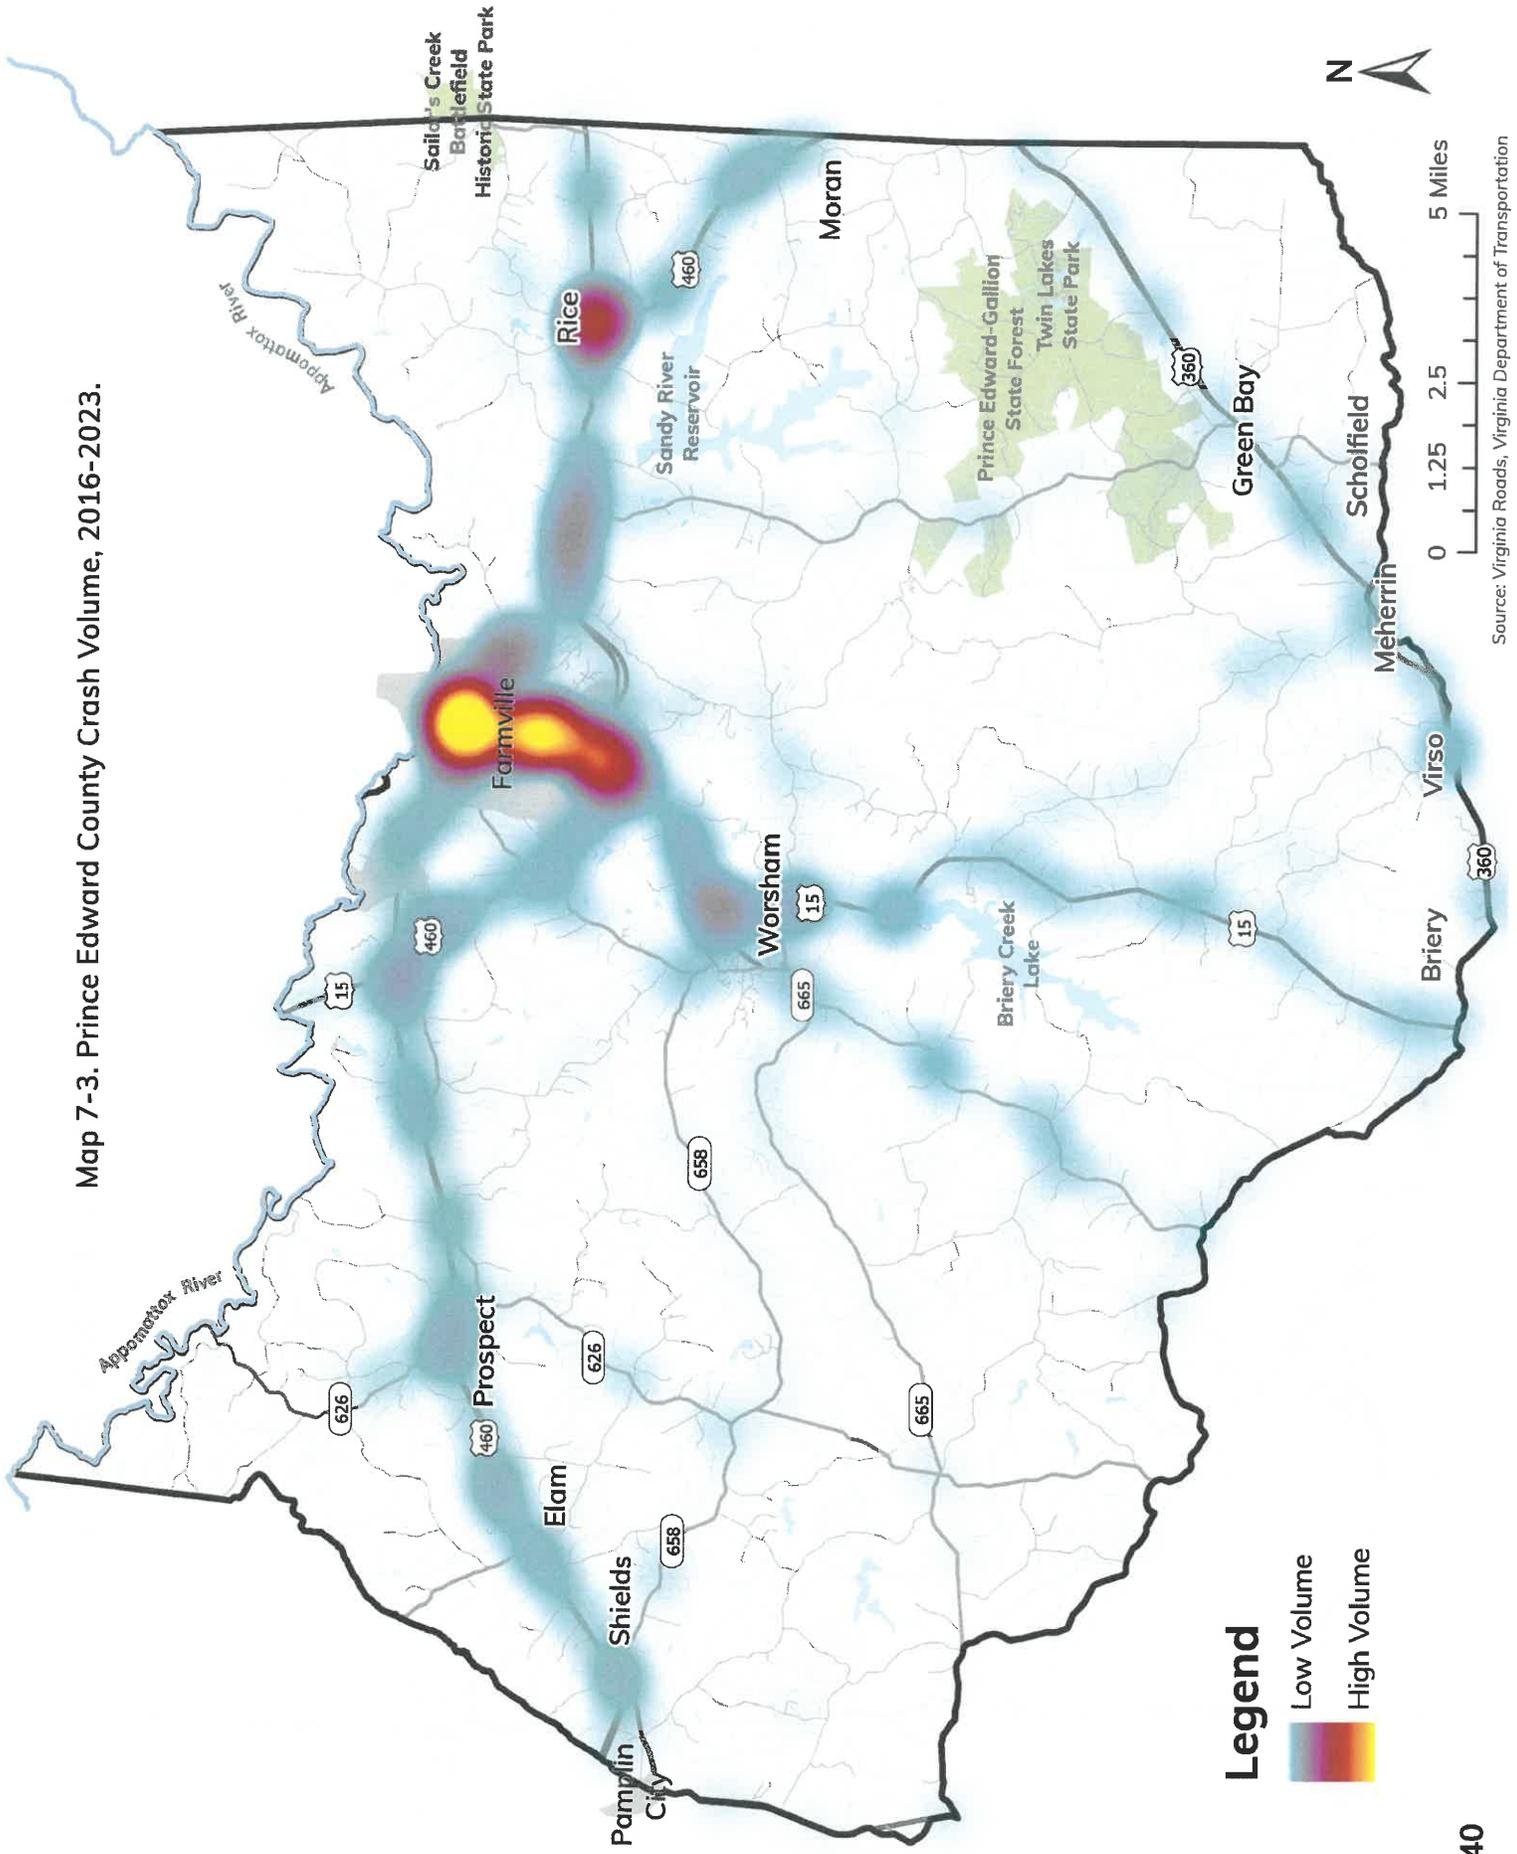 Map 7-3. Prince Edward County Crash Volume, 2016-2023.
Appomattox River
Appomattox River
Sailor's Creek
Battlefield
Historic State Park
626
15
460
Farmville
Rice
460
Prospect
460
Elam
626
Shields
658
658
Pamplin
City
Worsham
15
665
665
Sandy River
Reservoir
Moran
Prince Edward-Gallion
State Forest
Twin Lakes
State Park
Briery Creek
Lake
15
360
Green Bay
Scholfield
Meherrin
Virso
Briery
360
Legend
Low Volume
High Volume
N
0 1.25 2.5 5 Miles
Source: Virginia Roads, Virginia Department of Transportation
40